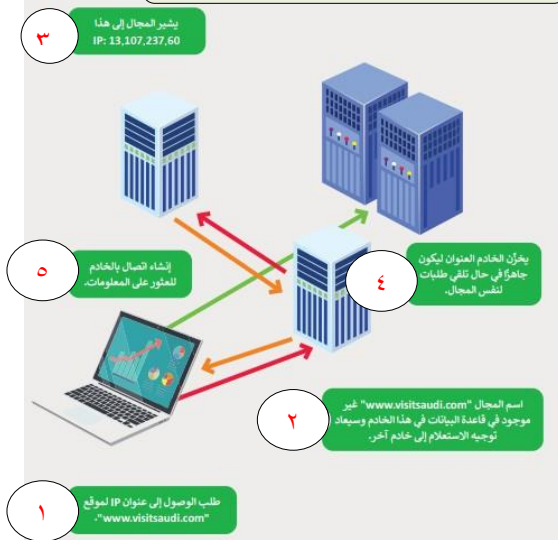 يشير المجال إلى هذا
IP: 13,107,237,60
٣
إنشاء اتصال بالخادم
للعثور على المعلومات.
٥
يخزّن الخادم العنوان ليكون
جاهزًا في حال تلقي طلبات
لنفس المجال.
٤
اسم المجال "www.visitsaudi.com" غير
موجود في قاعدة البيانات في هذا الخادم وسيعاد
توجيه الاستعلام إلى خادم آخر.
٢
طلب الوصول إلى عنوان IP لموقع
"www.visitsaudi.com".
١